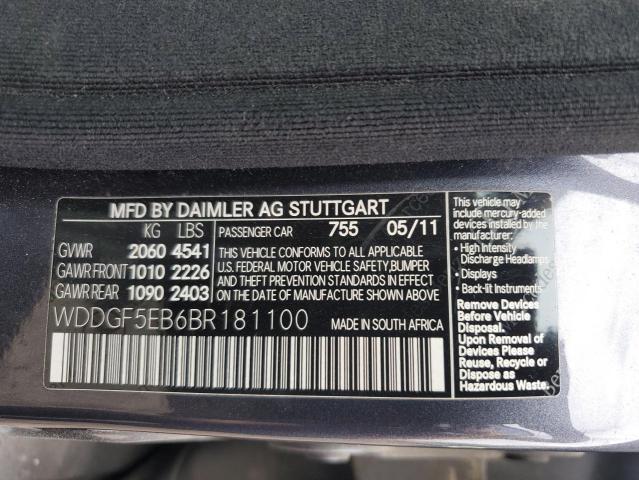 MFD BY DAIMLER AG STUTTGART
KG LBS PASSENGER CAR 755 05/11
GVWR 2060 4541
GAWR FRONT 1010 2226
GAWR REAR 1090 2403
THIS VEHICLE CONFORMS TO ALL APPLICABLE
U.S. FEDERAL MOTOR VEHICLE SAFETY, BUMPER
AND THEFT PREVENTION STANDARDS IN EFFECT
ON THE DATE OF MANUFACTURE SHOWN ABOVE.
WDDGF5EB6BR181100 MADE IN SOUTH AFRICA
This vehicle may include
mercury-added
devices installed by the
manufacturer:
• High Intensity
Discharge Headlamps
• Displays
• Back-lit Instruments
Remove Devices
Before Vehicle
Disposal.
Upon Removal of
Devices Please
Reuse, Recycle or
Dispose as
Hazardous Waste.